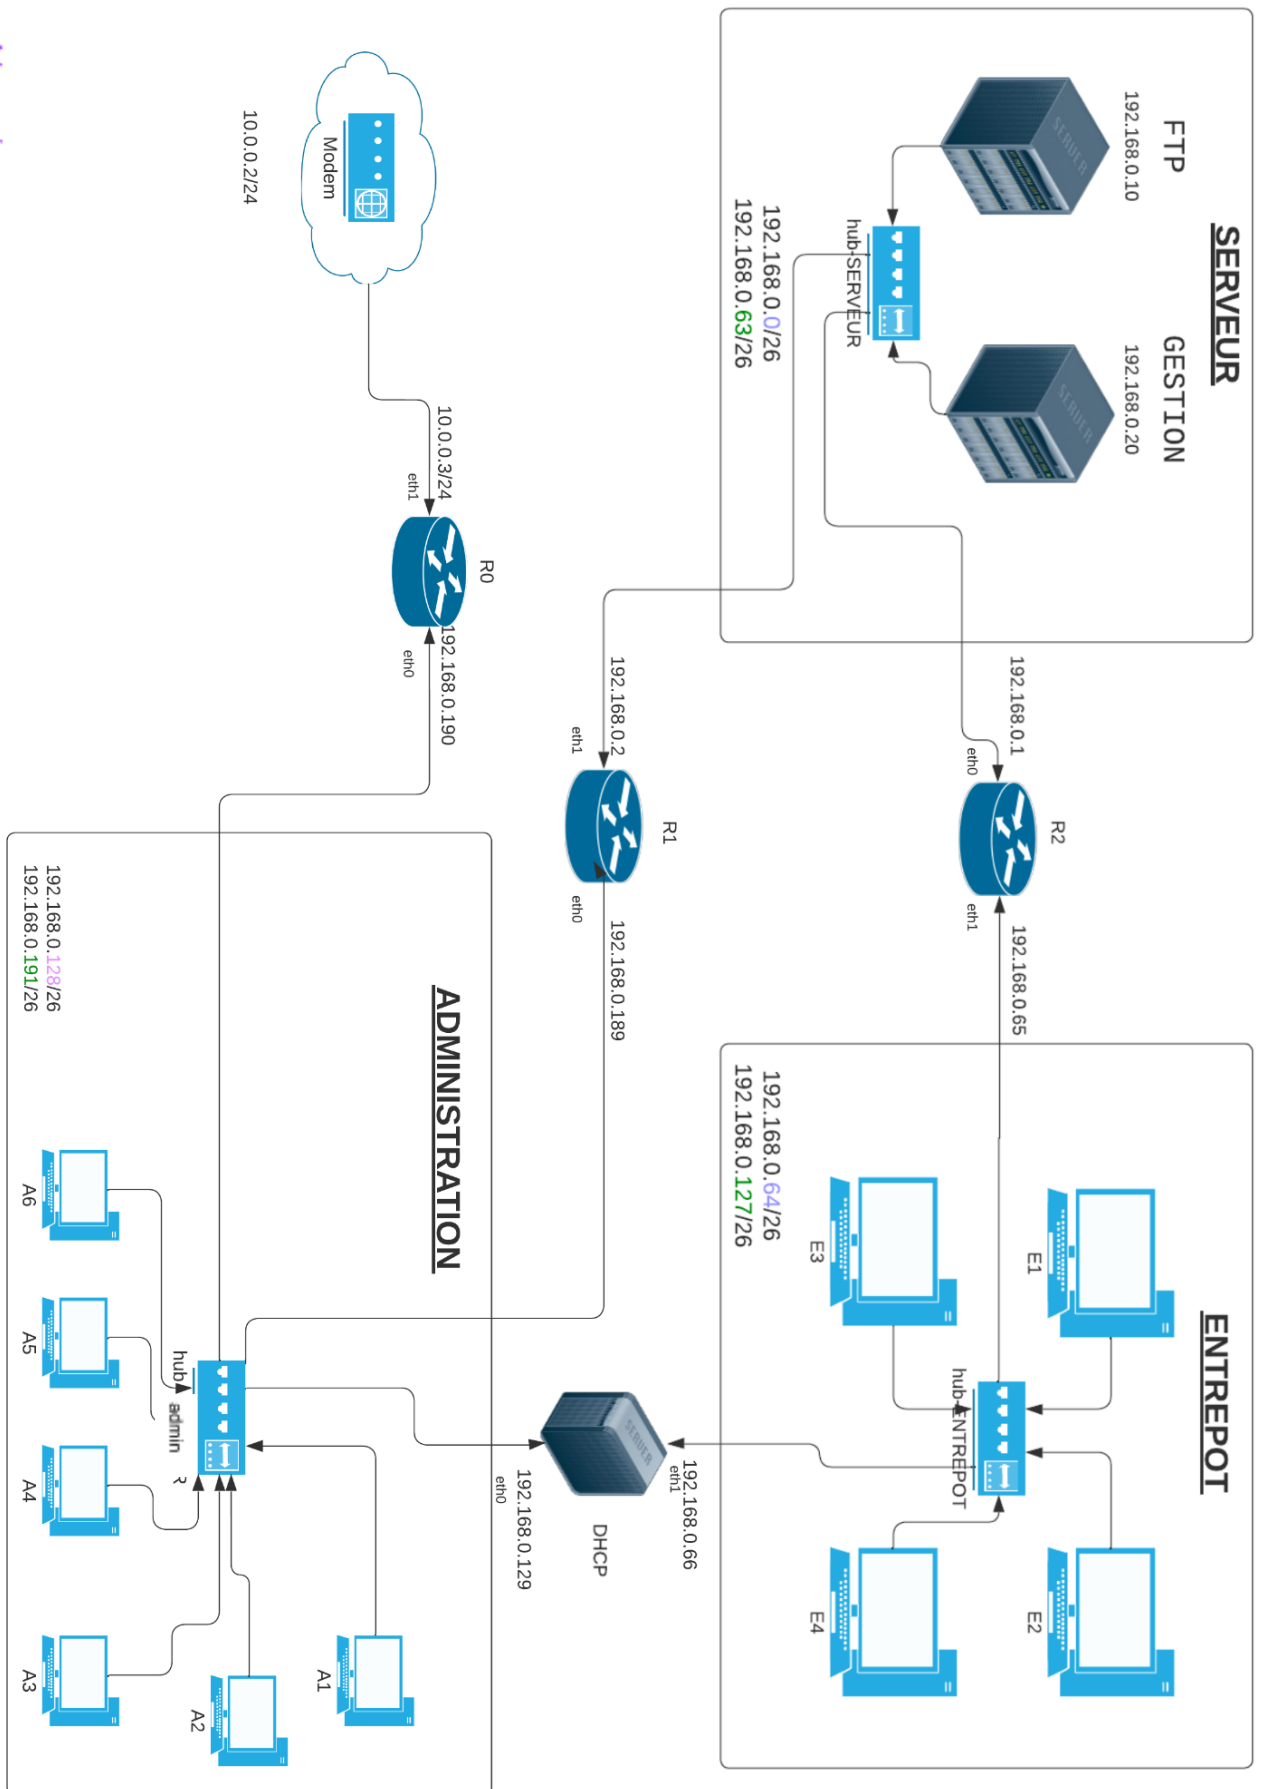 SERVEUR
FTP
192.168.0.10
GESTION
192.168.0.20
hub-SERVEUR
192.168.0.0/26
192.168.0.63/26
ENTREPOT
E1
E2
E3
E4
hub-ENTREPOT
192.168.0.64/26
192.168.0.127/26
R2
192.168.0.1
eth0
192.168.0.65
eth1
R1
192.168.0.2
eth1
192.168.0.189
eth0
DHCP
192.168.0.66
eth1
192.168.0.129
eth0
Modem
10.0.0.2/24
R0
10.0.0.3/24
eth1
192.168.0.190
eth0
ADMINISTRATION
192.168.0.128/26
192.168.0.191/26
hub admin
A1
A2
A3
A4
A5
A6
SERVER
SERVER
SERVER